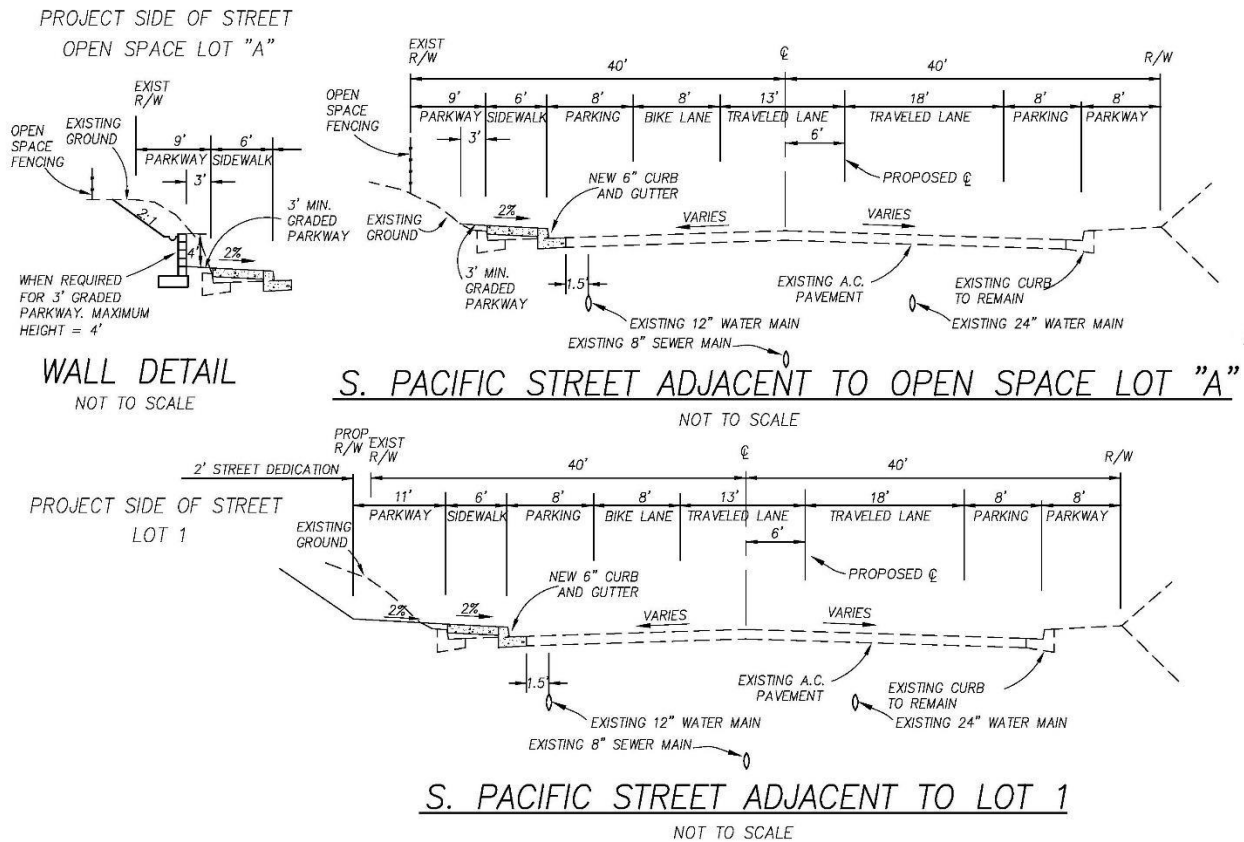 PROJECT SIDE OF STREET
OPEN SPACE LOT "A"
EXIST
R/W
OPEN
SPACE
FENCING
EXISTING
GROUND
9'
6'
PARKWAY
SIDEWALK
3'
2:1
3' MIN.
GRADED
PARKWAY
4'
2%
WHEN REQUIRED
FOR 3' GRADED
PARKWAY. MAXIMUM
HEIGHT = 4'
WALL DETAIL
NOT TO SCALE
EXIST
R/W
℄
R/W
40'
40'
OPEN
SPACE
FENCING
9'
6'
8'
8'
13'
18'
8'
8'
PARKWAY
SIDEWALK
PARKING
BIKE LANE
TRAVELED LANE
TRAVELED LANE
PARKING
PARKWAY
3'
6'
PROPOSED ℄
NEW 6" CURB
AND GUTTER
2%
EXISTING
GROUND
VARIES
VARIES
3' MIN.
GRADED
PARKWAY
1.5'
EXISTING A.C.
PAVEMENT
EXISTING CURB
TO REMAIN
EXISTING 12" WATER MAIN
EXISTING 24" WATER MAIN
EXISTING 8" SEWER MAIN
S. PACIFIC STREET ADJACENT TO OPEN SPACE LOT "A"
NOT TO SCALE
PROP
R/W
EXIST
R/W
℄
R/W
2' STREET DEDICATION
40'
40'
PROJECT SIDE OF STREET
LOT 1
11'
6'
8'
8'
13'
18'
8'
8'
PARKWAY
SIDEWALK
PARKING
BIKE LANE
TRAVELED LANE
TRAVELED LANE
PARKING
PARKWAY
6'
EXISTING
GROUND
PROPOSED ℄
NEW 6" CURB
AND GUTTER
2%
2%
VARIES
VARIES
1.5'
EXISTING A.C.
PAVEMENT
EXISTING CURB
TO REMAIN
EXISTING 12" WATER MAIN
EXISTING 24" WATER MAIN
EXISTING 8" SEWER MAIN
S. PACIFIC STREET ADJACENT TO LOT 1
NOT TO SCALE